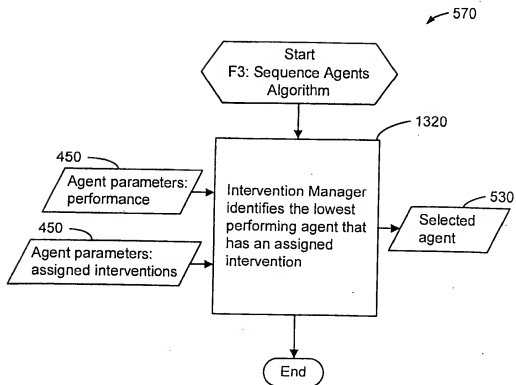 570
Start
F3: Sequence Agents
Algorithm
1320
450
Agent parameters:
performance
450
Agent parameters:
assigned interventions
Intervention Manager
identifies the lowest
performing agent that
has an assigned
intervention
530
Selected
agent
End